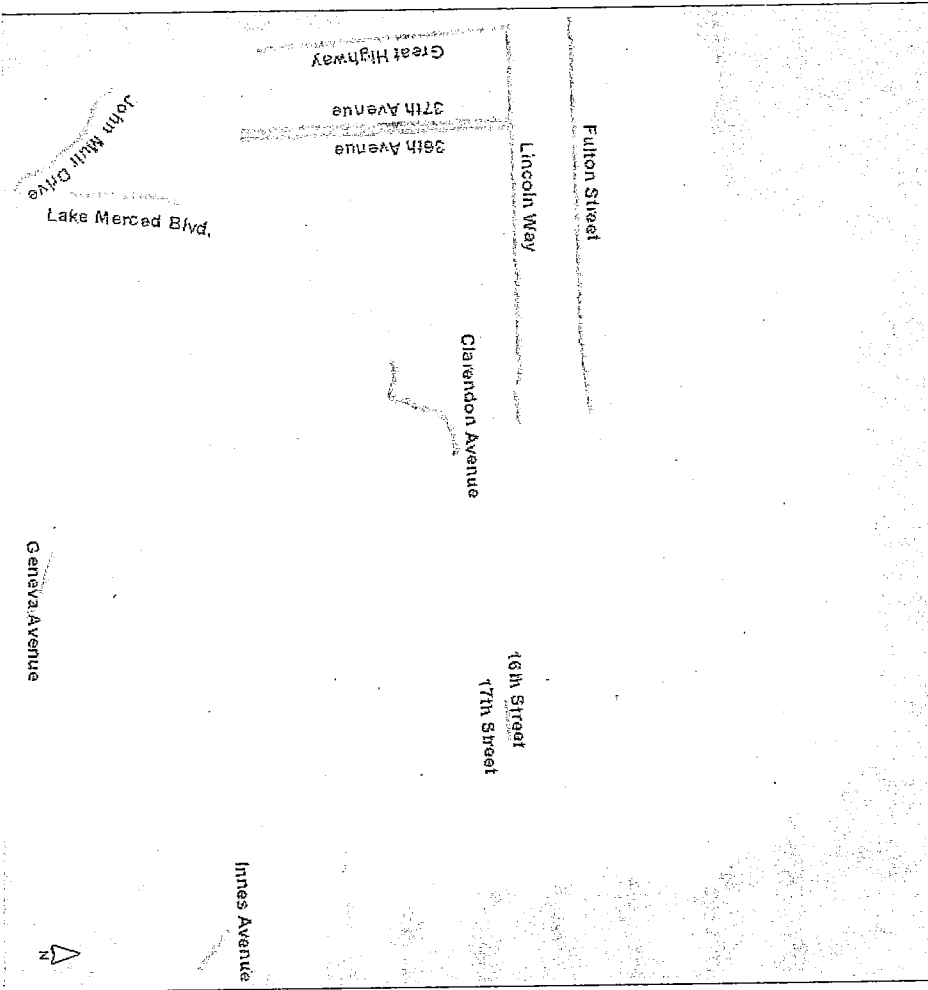 Fulton Street
Lincoln Way
16th Street
17th Street
Clarendon Avenue
Great Highway
37th Avenue
36th Avenue
Innes Avenue
John Muir Drive
Lake Merced Blvd.
Geneva Avenue
N